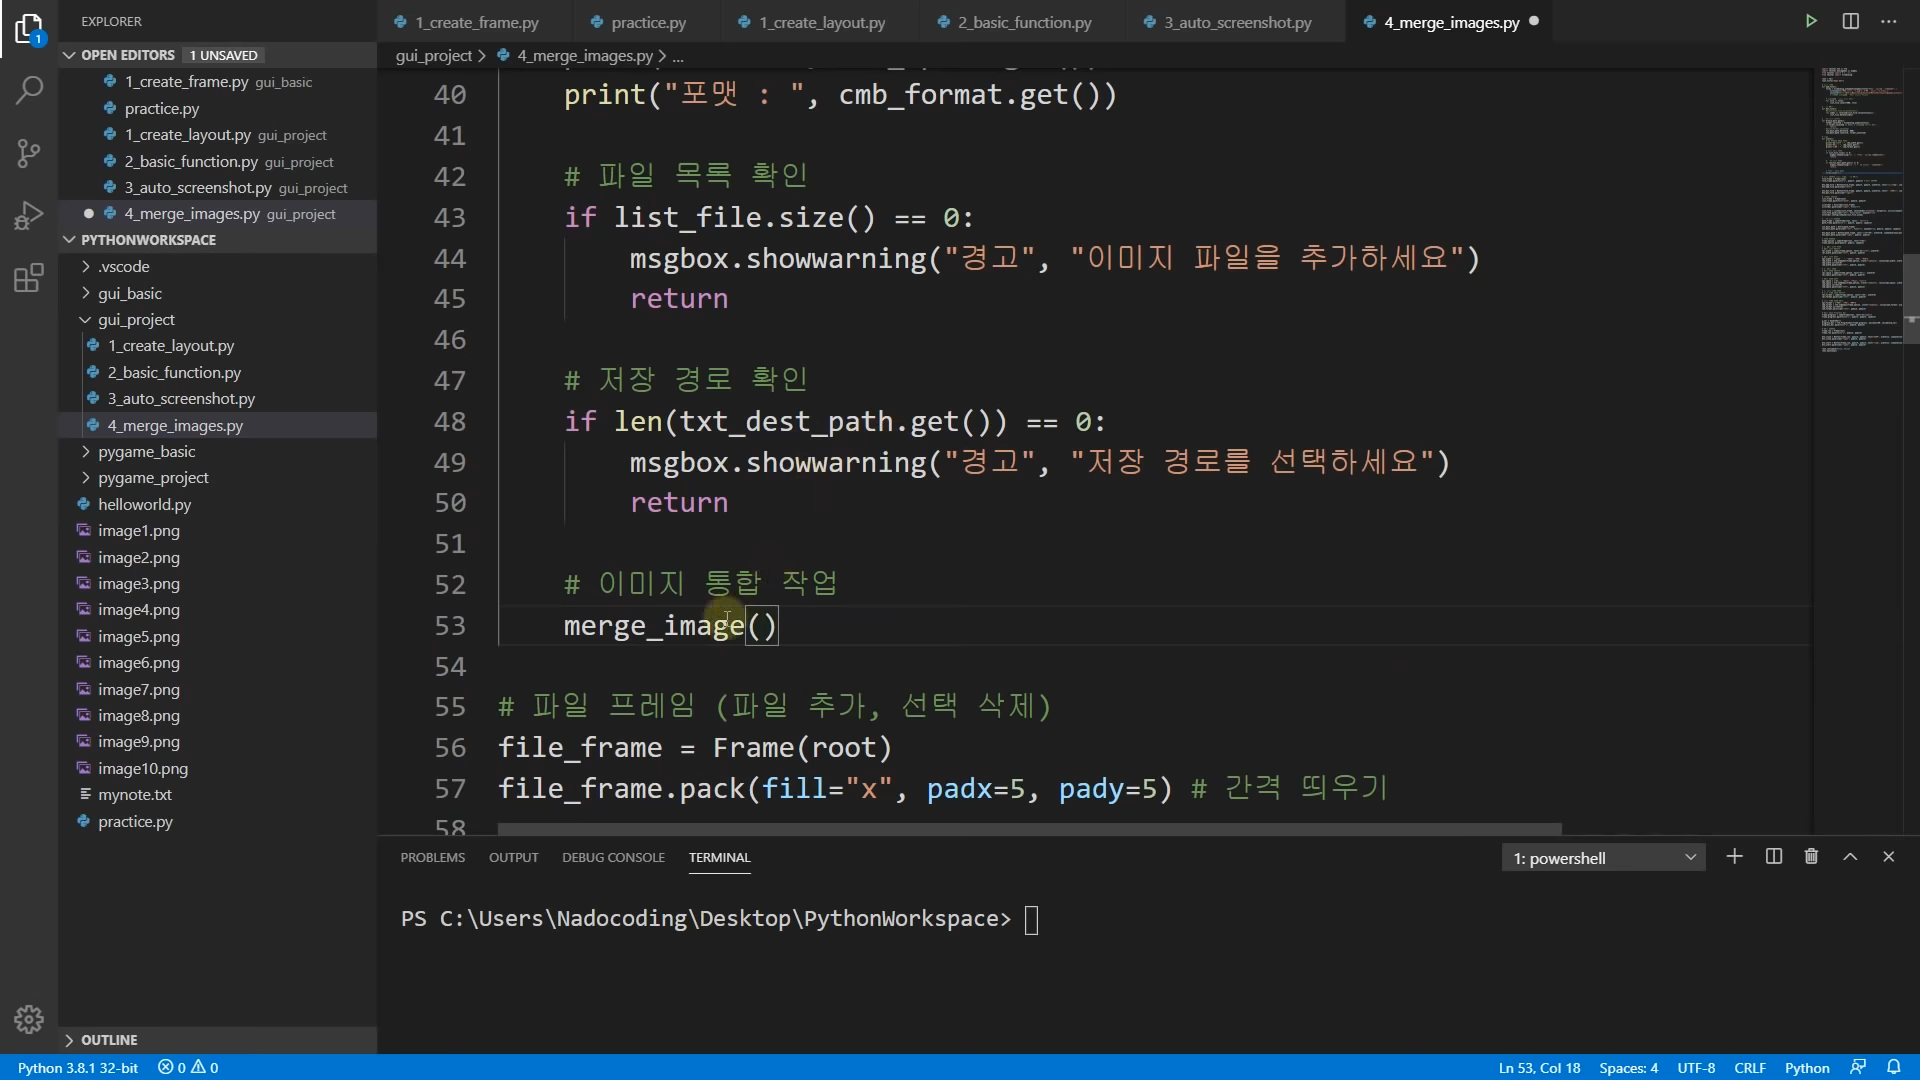 EXPLORER
OPEN EDITORS 1 UNSAVED
1_create_frame.py gui_basic
practice.py
1_create_layout.py gui_project
2_basic_function.py gui_project
3_auto_screenshot.py gui_project
4_merge_images.py gui_project
PYTHONWORKSPACE
.vscode
gui_basic
gui_project
1_create_layout.py
2_basic_function.py
3_auto_screenshot.py
4_merge_images.py
pygame_basic
pygame_project
helloworld.py
image1.png
image2.png
image3.png
image4.png
image5.png
image6.png
image7.png
image8.png
image9.png
image10.png
mynote.txt
practice.py
OUTLINE
1_create_frame.py practice.py 1_create_layout.py 2_basic_function.py 3_auto_screenshot.py 4_merge_images.py
gui_project > 4_merge_images.py > ...
40 print("포맷 : ", cmb_format.get())
41
42 # 파일 목록 확인
43 if list_file.size() == 0:
44 msgbox.showwarning("경고", "이미지 파일을 추가하세요")
45 return
46
47 # 저장 경로 확인
48 if len(txt_dest_path.get()) == 0:
49 msgbox.showwarning("경고", "저장 경로를 선택하세요")
50 return
51
52 # 이미지 통합 작업
53 merge_image()
54
55 # 파일 프레임 (파일 추가, 선택 삭제)
56 file_frame = Frame(root)
57 file_frame.pack(fill="x", padx=5, pady=5) # 간격 띄우기
58
PROBLEMS OUTPUT DEBUG CONSOLE TERMINAL 1: powershell
PS C:\Users\Nadocoding\Desktop\PythonWorkspace>
1
Python 3.8.1 32-bit 0 0 Ln 53, Col 18 Spaces: 4 UTF-8 CRLF Python